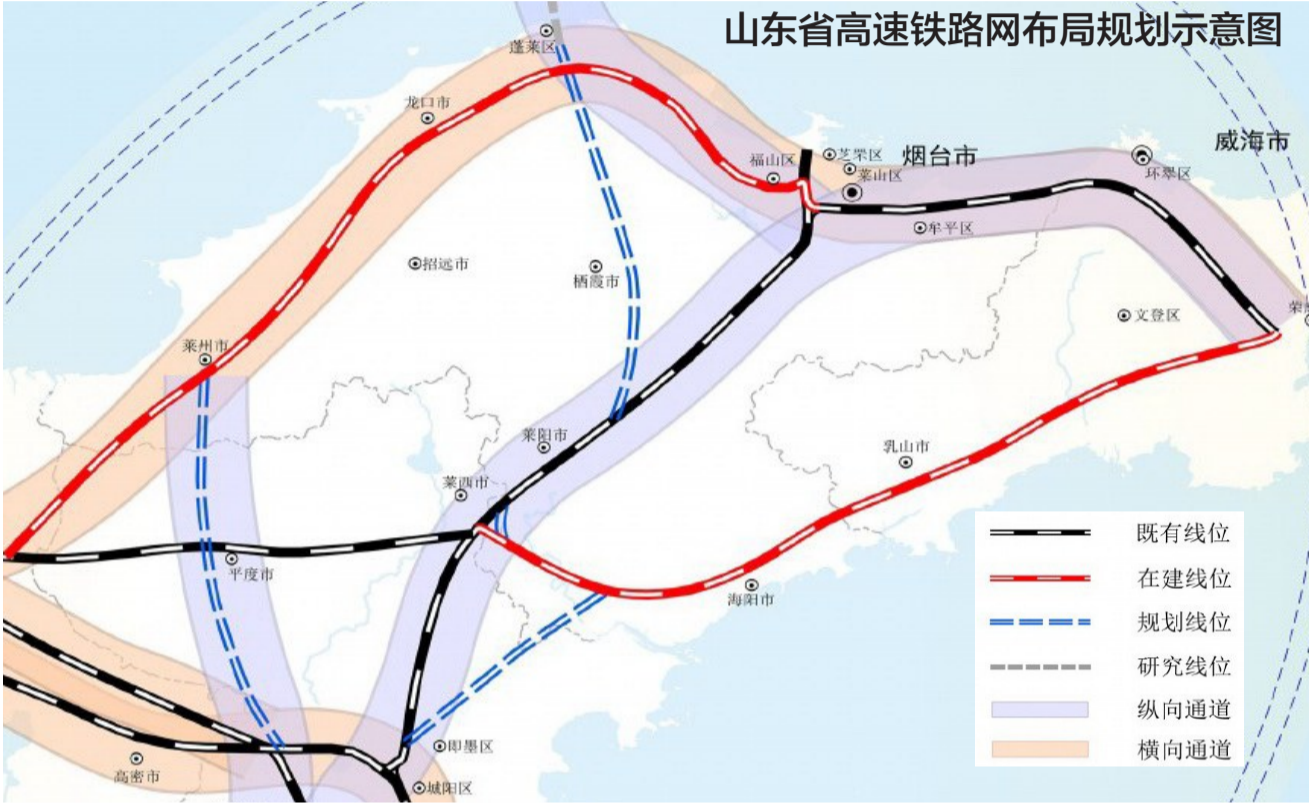 山东省高速铁路网布局规划示意图
蓬莱区
龙口市
福山区
芝罘区
烟台市
威海市
莱山区
环翠区
牟平区
招远市
栖霞市
文登区
莱州市
莱阳市
乳山市
莱西市
平度市
海阳市
即墨区
高密市
城阳区
既有线位
在建线位
规划线位
研究线位
纵向通道
横向通道